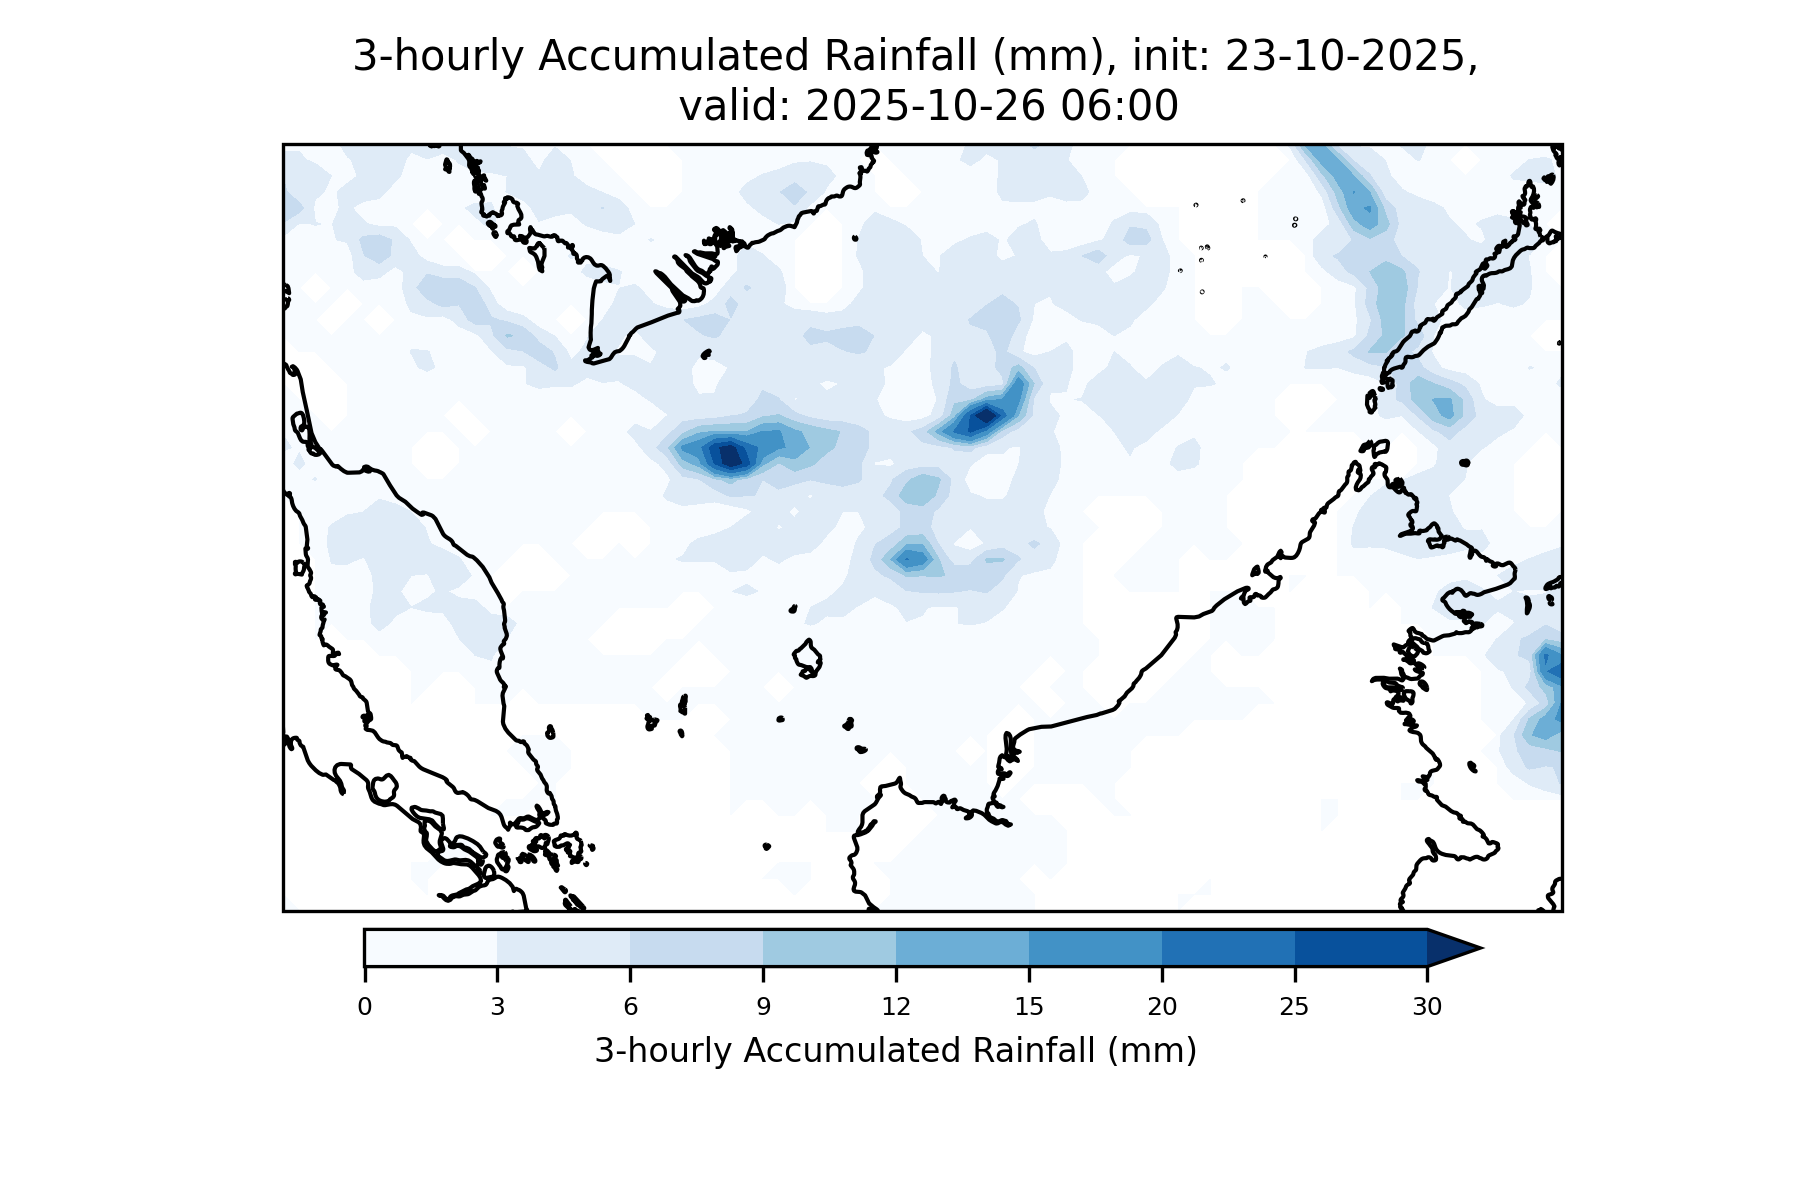 3-hourly Accumulated Rainfall (mm), init: 23-10-2025,
valid: 2025-10-26 06:00
0 3 6 9 12 15 20 25 30
3-hourly Accumulated Rainfall (mm)